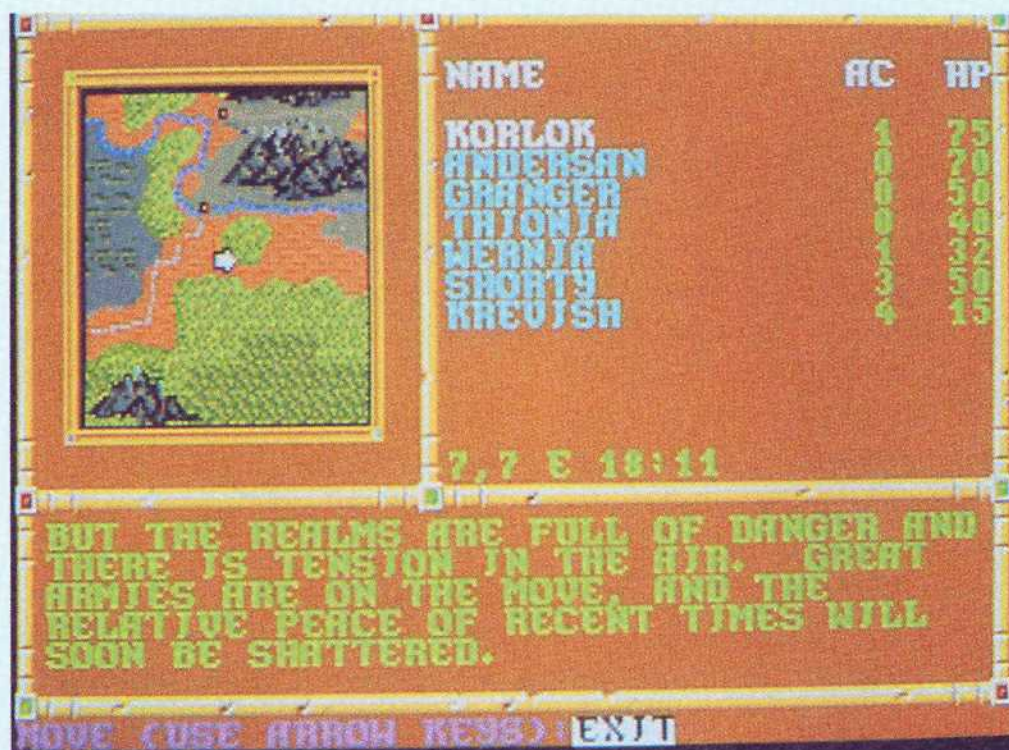 NAME AC HP
KORLOK 1 75
ANDERSAN 0 70
GRANGER 0 50
TAIONIA 0 40
WERNIA 1 32
SHORTY 3 50
KREVISH 4 15
7,7 E 18:11
BUT THE REALMS ARE FULL OF DANGER AND
THERE IS TENSION IN THE AIR. GREAT
ARMIES ARE ON THE MOVE, AND THE
RELATIVE PEACE OF RECENT TIMES WILL
SOON BE SHATTERED.
MOVE (USE ARROW KEYS): EXIT